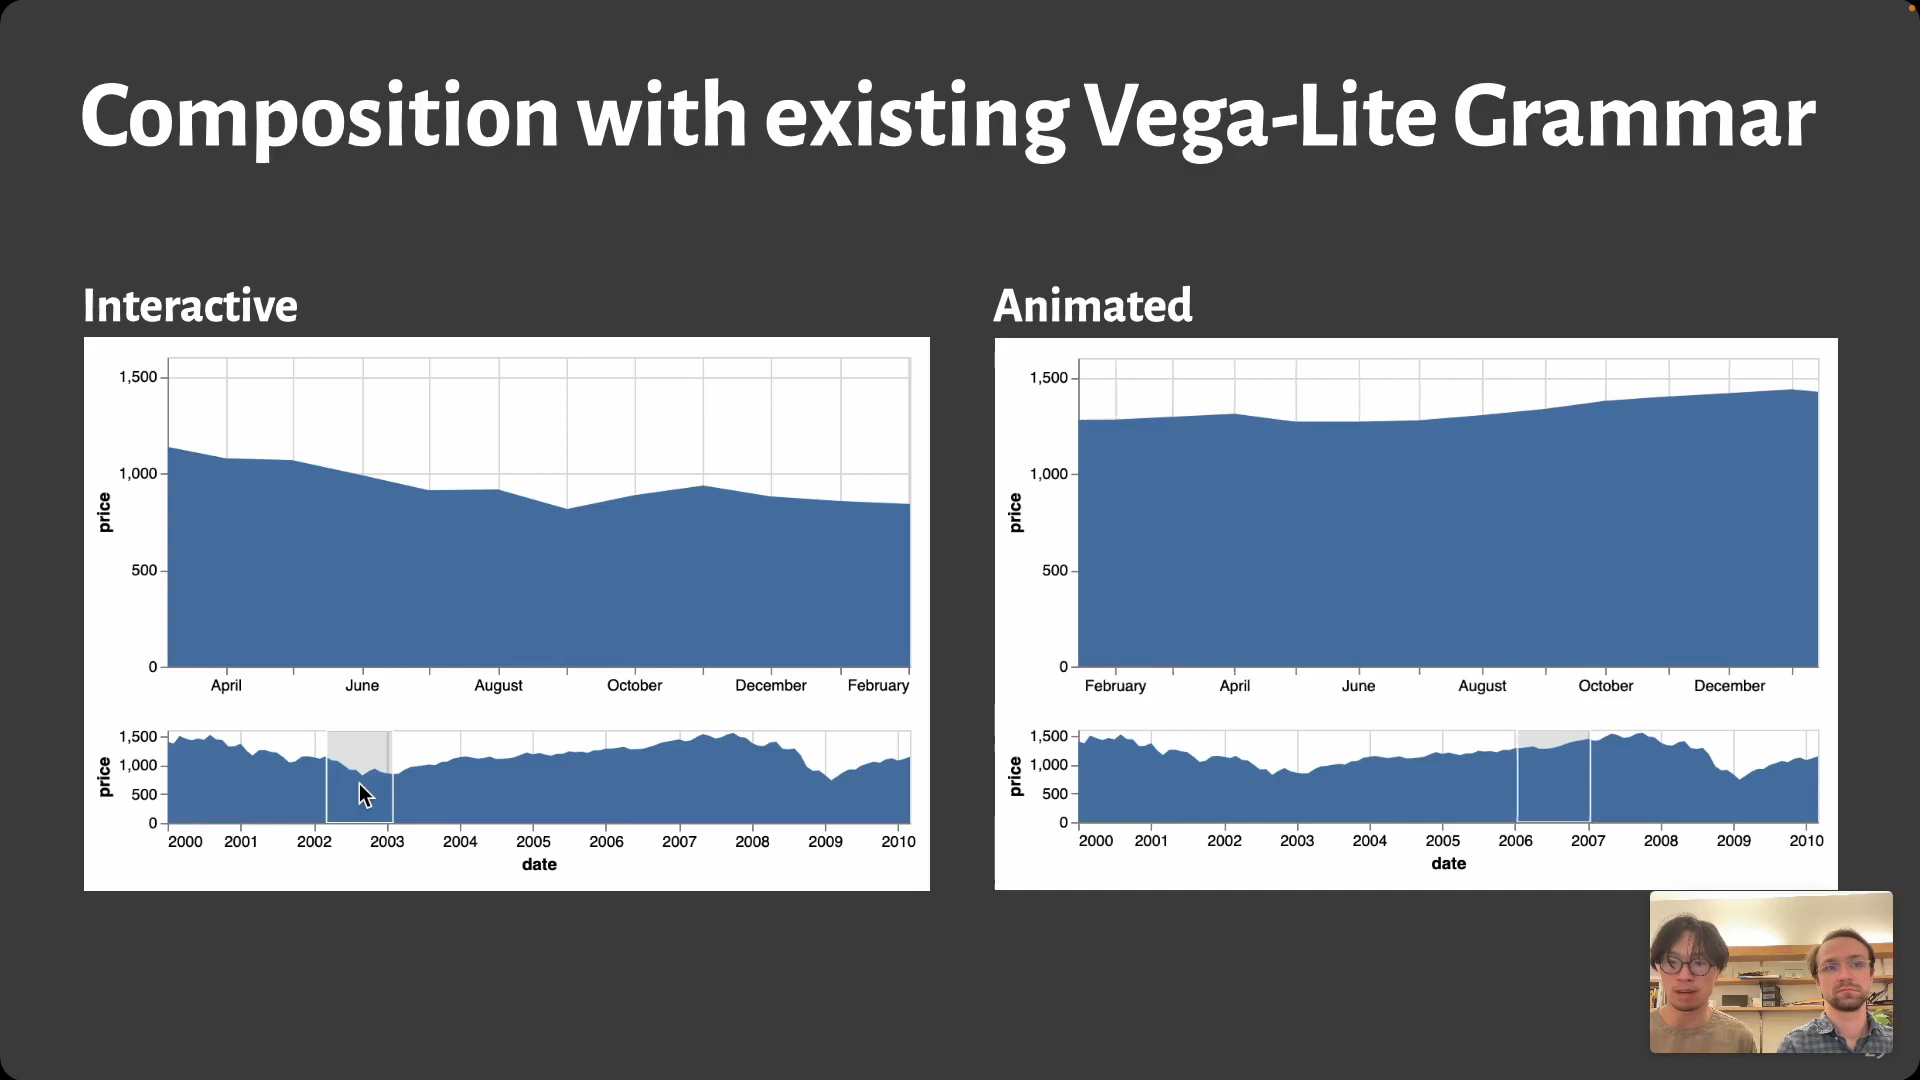 Composition with existing Vega-Lite Grammar
Interactive
1,500
1,000
500
0
price
April June August October December February
1,500
1,000
500
0
price
2000 2001 2002 2003 2004 2005 2006 2007 2008 2009 2010
date
Animated
1,500
1,000
500
0
price
February April June August October December
1,500
1,000
500
0
price
2000 2001 2002 2003 2004 2005 2006 2007 2008 2009 2010
date